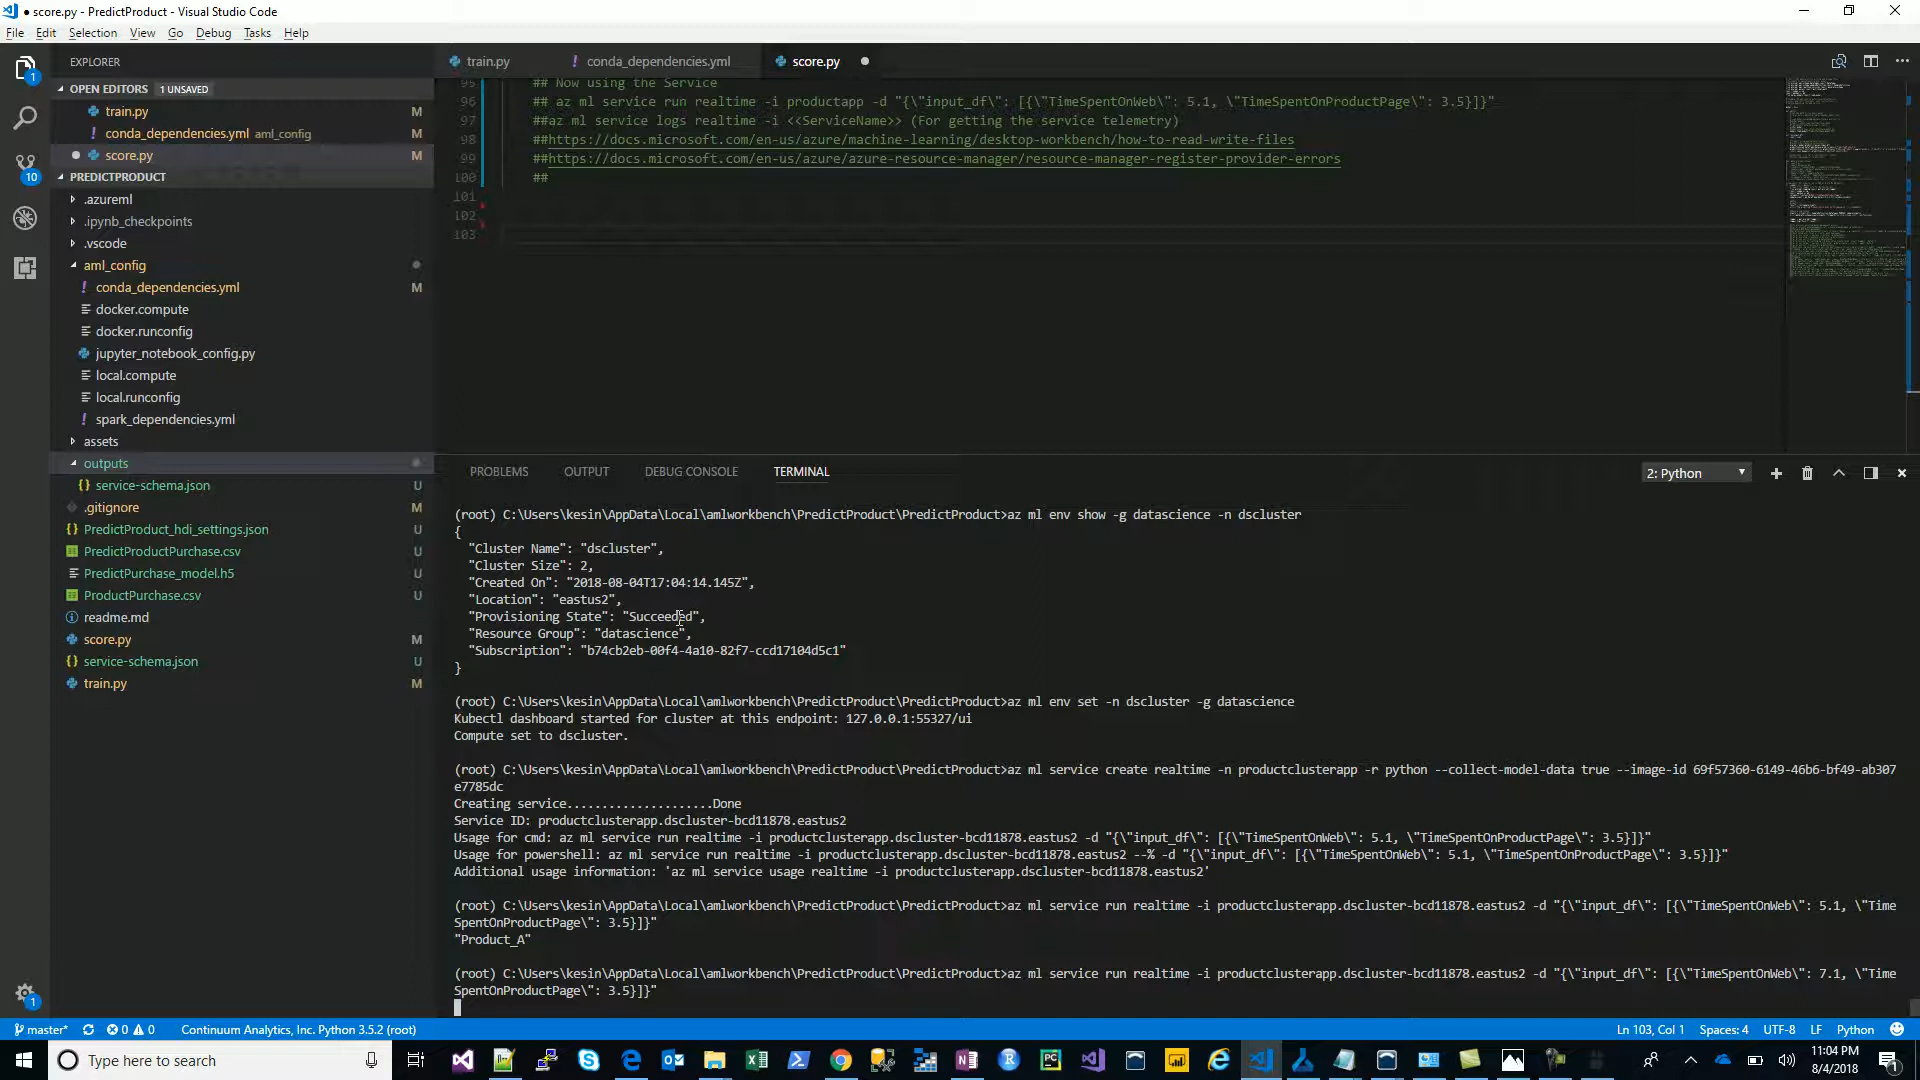 ● score.py - PredictProduct - Visual Studio Code
File Edit Selection View Go Debug Tasks Help
EXPLORER
OPEN EDITORS 1 UNSAVED
train.py M
conda_dependencies.yml aml_config M
score.py M
PREDICTPRODUCT
.azureml
.ipynb_checkpoints
.vscode
aml_config
conda_dependencies.yml M
docker.compute
docker.runconfig
jupyter_notebook_config.py
local.compute
local.runconfig
spark_dependencies.yml
assets
outputs
service-schema.json U
.gitignore M
PredictProduct_hdi_settings.json U
PredictProductPurchase.csv U
PredictPurchase_model.h5 U
ProductPurchase.csv U
readme.md
score.py M
service-schema.json U
train.py M
1
10
1
train.py conda_dependencies.yml score.py
95 ## Now using the Service
96 ## az ml service run realtime -i productapp -d "{\"input_df\": [{\"TimeSpentOnWeb\": 5.1, \"TimeSpentOnProductPage\": 3.5}]}"
97 ##az ml service logs realtime -i <<ServiceName>> (For getting the service telemetry)
98 ##https://docs.microsoft.com/en-us/azure/machine-learning/desktop-workbench/how-to-read-write-files
99 ##https://docs.microsoft.com/en-us/azure/azure-resource-manager/resource-manager-register-provider-errors
100 ##
101
102
103
PROBLEMS OUTPUT DEBUG CONSOLE TERMINAL 2: Python
(root) C:\Users\kesin\AppData\Local\amlworkbench\PredictProduct\PredictProduct>az ml env show -g datascience -n dscluster
{
"Cluster Name": "dscluster",
"Cluster Size": 2,
"Created On": "2018-08-04T17:04:14.145Z",
"Location": "eastus2",
"Provisioning State": "Succeeded",
"Resource Group": "datascience",
"Subscription": "b74cb2eb-00f4-4a10-82f7-ccd17104d5c1"
}
(root) C:\Users\kesin\AppData\Local\amlworkbench\PredictProduct\PredictProduct>az ml env set -n dscluster -g datascience
Kubectl dashboard started for cluster at this endpoint: 127.0.0.1:55327/ui
Compute set to dscluster.
(root) C:\Users\kesin\AppData\Local\amlworkbench\PredictProduct\PredictProduct>az ml service create realtime -n productclusterapp -r python --collect-model-data true --image-id 69f57360-6149-46b6-bf49-ab307
e7785dc
Creating service.....................Done
Service ID: productclusterapp.dscluster-bcd11878.eastus2
Usage for cmd: az ml service run realtime -i productclusterapp.dscluster-bcd11878.eastus2 -d "{\"input_df\": [{\"TimeSpentOnWeb\": 5.1, \"TimeSpentOnProductPage\": 3.5}]}"
Usage for powershell: az ml service run realtime -i productclusterapp.dscluster-bcd11878.eastus2 --% -d "{\"input_df\": [{\"TimeSpentOnWeb\": 5.1, \"TimeSpentOnProductPage\": 3.5}]}"
Additional usage information: 'az ml service usage realtime -i productclusterapp.dscluster-bcd11878.eastus2'
(root) C:\Users\kesin\AppData\Local\amlworkbench\PredictProduct\PredictProduct>az ml service run realtime -i productclusterapp.dscluster-bcd11878.eastus2 -d "{\"input_df\": [{\"TimeSpentOnWeb\": 5.1, \"Time
SpentOnProductPage\": 3.5}]}"
"Product_A"
(root) C:\Users\kesin\AppData\Local\amlworkbench\PredictProduct\PredictProduct>az ml service run realtime -i productclusterapp.dscluster-bcd11878.eastus2 -d "{\"input_df\": [{\"TimeSpentOnWeb\": 7.1, \"Time
SpentOnProductPage\": 3.5}]}"
master* 0 0 Continuum Analytics, Inc. Python 3.5.2 (root) Ln 103, Col 1 Spaces: 4 UTF-8 LF Python
Type here to search
11:04 PM
8/4/2018
1